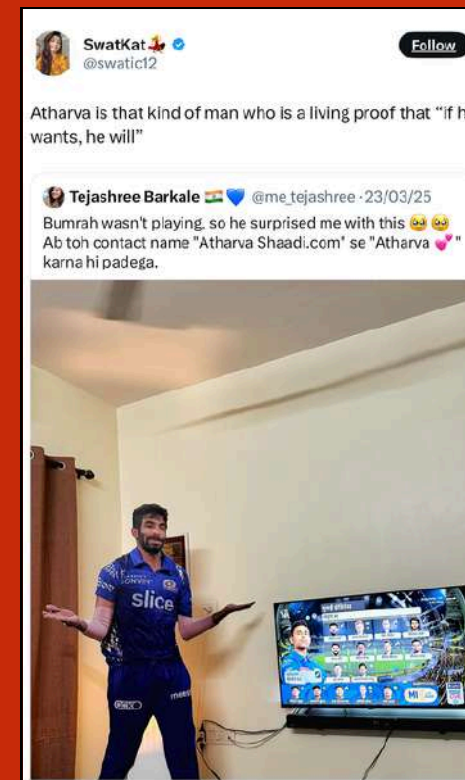 SwatKat
@swatic12
Follow
Atharva is that kind of man who is a living proof that “if h
wants, he will”
Tejashree Barkale @me_tejashree · 23/03/25
Bumrah wasn't playing, so he surprised me with this 🥹 🥹
Ab toh contact name "Atharva Shaadi.com" se "Atharva 💕"
karna hi padega.
slice
MI